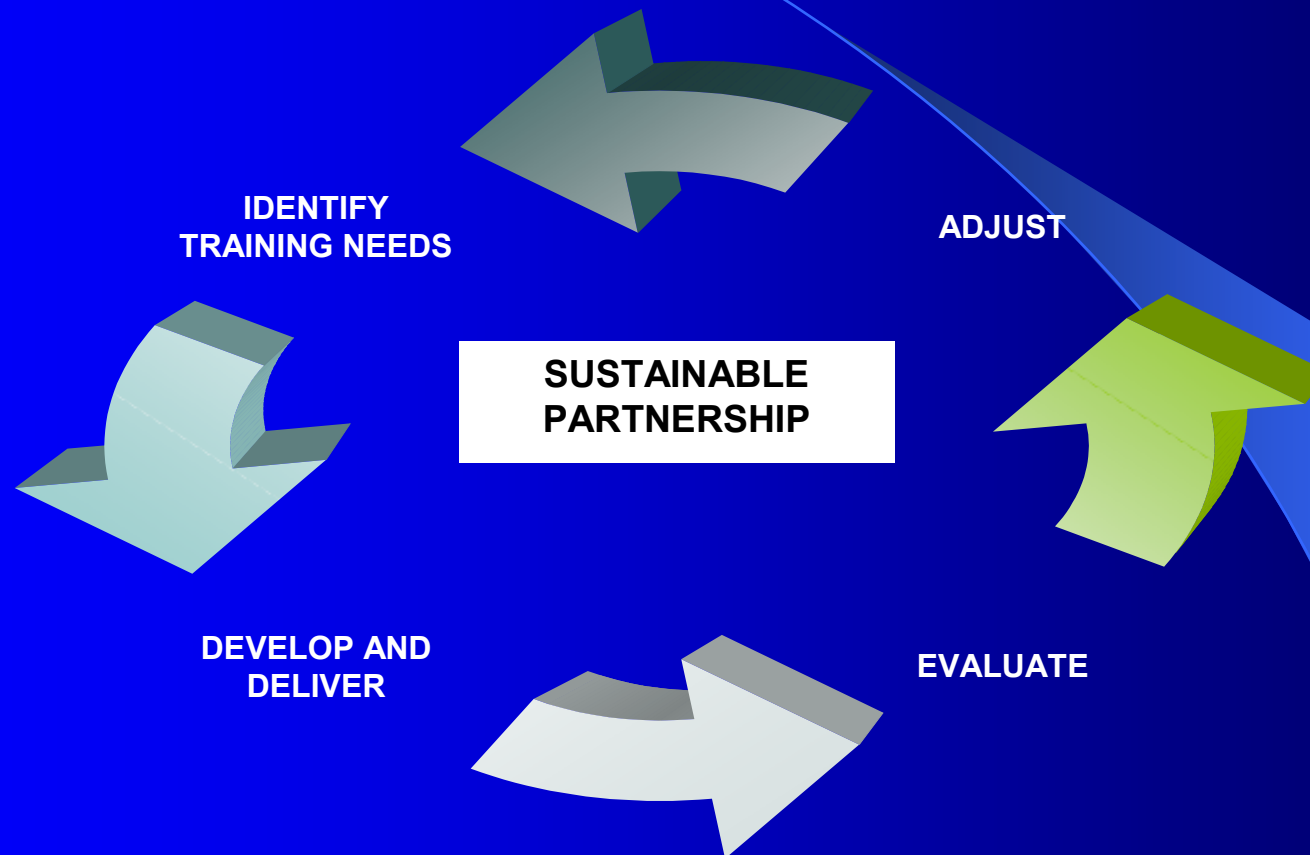 IDENTIFY
TRAINING NEEDS
ADJUST
SUSTAINABLE
PARTNERSHIP
DEVELOP AND
DELIVER
EVALUATE